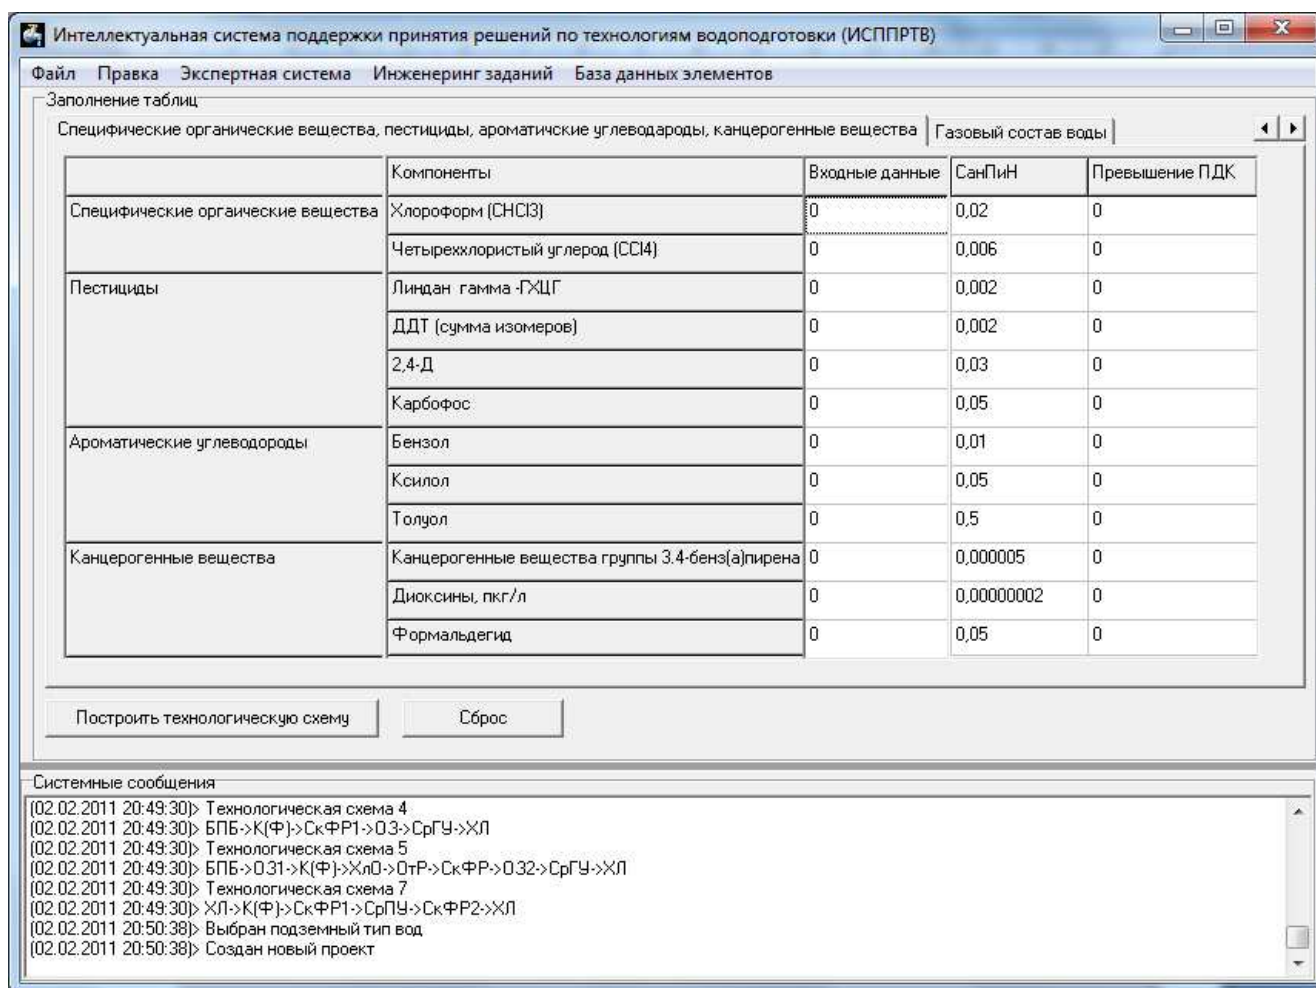 Интеллектуальная система поддержки принятия решений по технологиям водоподготовки (ИСППРТВ)
Файл Правка Экспертная система Инженеринг заданий База данных элементов
Заполнение таблиц
Специфические органические вещества, пестициды, ароматичские углеводароды, канцерогенные вещества Газовый состав воды
Компоненты Входные данные СанПиН Превышение ПДК
Специфические оргаические вещества Хлороформ (CHCl3) 0 0,02 0
Четыреххлористый углерод (CCl4) 0 0,006 0
Пестициды Линдан гамма -ГХЦГ 0 0,002 0
ДДТ (сумма изомеров) 0 0,002 0
2,4-Д 0 0,03 0
Карбофос 0 0,05 0
Ароматические углеводороды Бензол 0 0,01 0
Ксилол 0 0,05 0
Толуол 0 0,5 0
Канцерогенные вещества Канцерогенные вещества группы 3.4-бенз(а)пирена 0 0,000005 0
Диоксины, пкг/л 0 0,00000002 0
Формальдегид 0 0,05 0
Построить технологическую схему Сброс
Системные сообщения
(02.02.2011 20:49:30)> Технологическая схема 4
(02.02.2011 20:49:30)> БПБ->К(Ф)->СкФР1->ОЗ->СрГУ->ХЛ
(02.02.2011 20:49:30)> Технологическая схема 5
(02.02.2011 20:49:30)> БПБ->ОЗ1->К(Ф)->ХлО->ОтР->СкФР->ОЗ2->СрГУ->ХЛ
(02.02.2011 20:49:30)> Технологическая схема 7
(02.02.2011 20:49:30)> ХЛ->К(Ф)->СкФР1->СрПУ->СкФР2->ХЛ
(02.02.2011 20:50:38)> Выбран подземный тип вод
(02.02.2011 20:50:38)> Создан новый проект